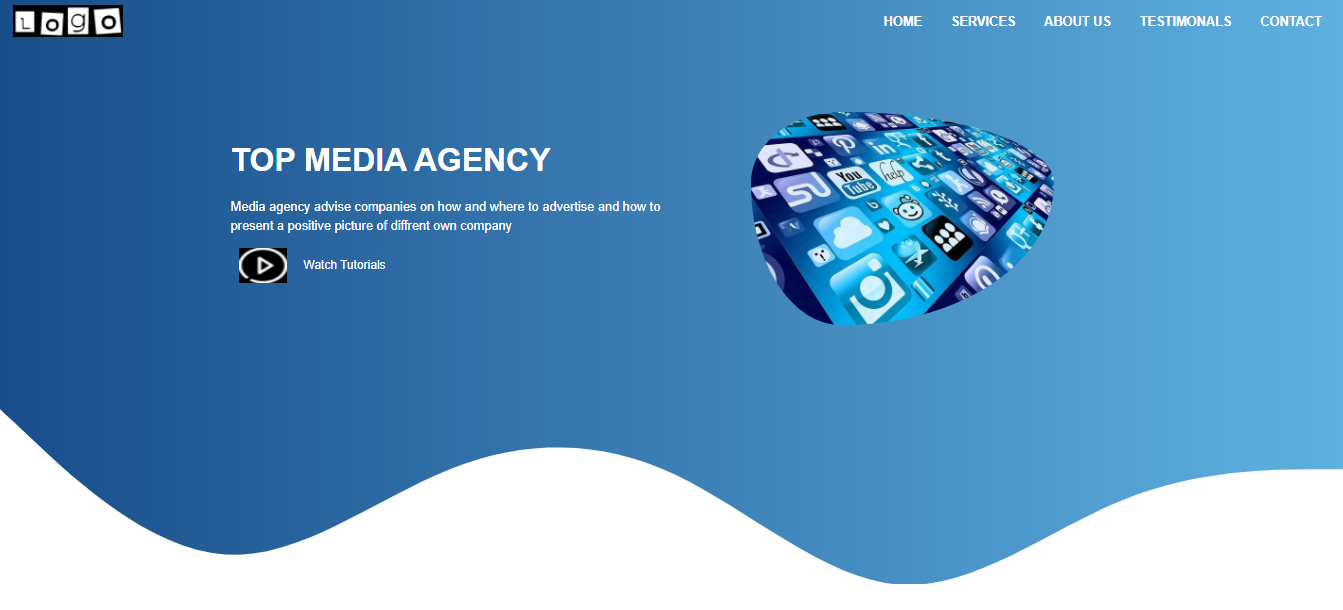 LOGO
HOME SERVICES ABOUT US TESTIMONALS CONTACT
TOP MEDIA AGENCY
Media agency advise companies on how and where to advertise and how to
present a positive picture of diffrent own company
Watch Tutorials
in
f
t
You
Tube
help